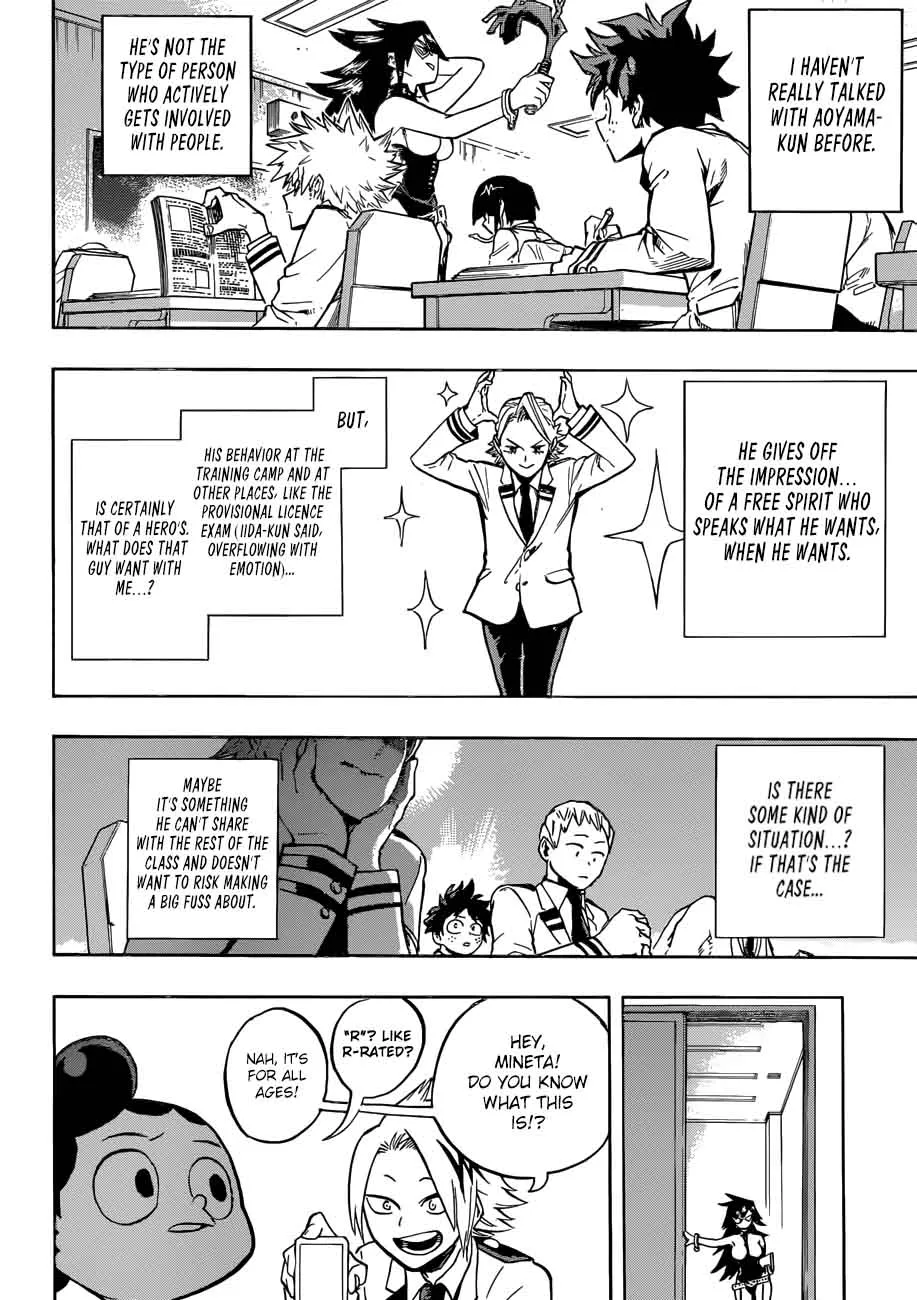 I HAVEN'T
REALLY TALKED
WITH AOYAMA-
KUN BEFORE.
HE'S NOT THE
TYPE OF PERSON
WHO ACTIVELY
GETS INVOLVED
WITH PEOPLE.
HE GIVES OFF
THE IMPRESSION...
OF A FREE SPIRIT WHO
SPEAKS WHAT HE WANTS,
WHEN HE WANTS.
BUT,
HIS BEHAVIOR AT THE
TRAINING CAMP AND AT
OTHER PLACES, LIKE THE
PROVISIONAL LICENCE
EXAM (IIDA-KUN SAID,
OVERFLOWING WITH
EMOTION)...
IS CERTAINLY
THAT OF A HERO'S.
WHAT DOES THAT
GUY WANT WITH
ME...?
IS THERE
SOME KIND OF
SITUATION...?
IF THAT'S THE
CASE...
MAYBE
IT'S SOMETHING
HE CAN'T SHARE
WITH THE REST OF THE
CLASS AND DOESN'T
WANT TO RISK MAKING
A BIG FUSS ABOUT.
HEY,
MINETA!
DO YOU KNOW
WHAT THIS
IS!?
"R"? LIKE
R-RATED?
NAH, IT'S
FOR ALL
AGES!